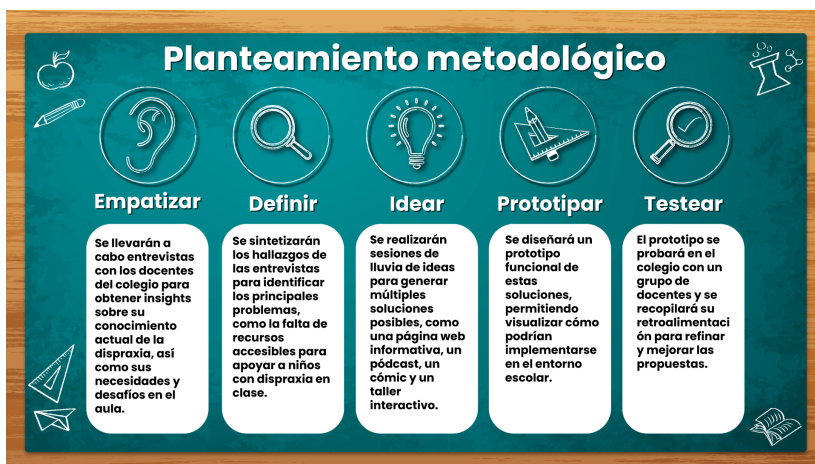 Planteamiento metodológico
Empatizar
Se llevarán a
cabo entrevistas
con los docentes
del colegio para
obtener insights
sobre su
conocimiento
actual de la
dispraxia, así
como sus
necesidades y
desafíos en el
aula.
Definir
Se sintetizarán
los hallazgos de
las entrevistas
para identificar
los principales
problemas,
como la falta de
recursos
accesibles para
apoyar a niños
con dispraxia en
clase.
Idear
Se realizarán
sesiones de
lluvia de ideas
para generar
múltiples
soluciones
posibles, como
una página web
informativa, un
pódcast, un
cómic y un
taller
interactivo.
Prototipar
Se diseñará un
prototipo
funcional de
estas
soluciones,
permitiendo
visualizar cómo
podrían
implementarse
en el entorno
escolar.
Testear
El prototipo se
probará en el
colegio con un
grupo de
docentes y se
recopilará su
retroalimentaci
ón para refinar
y mejorar las
propuestas.